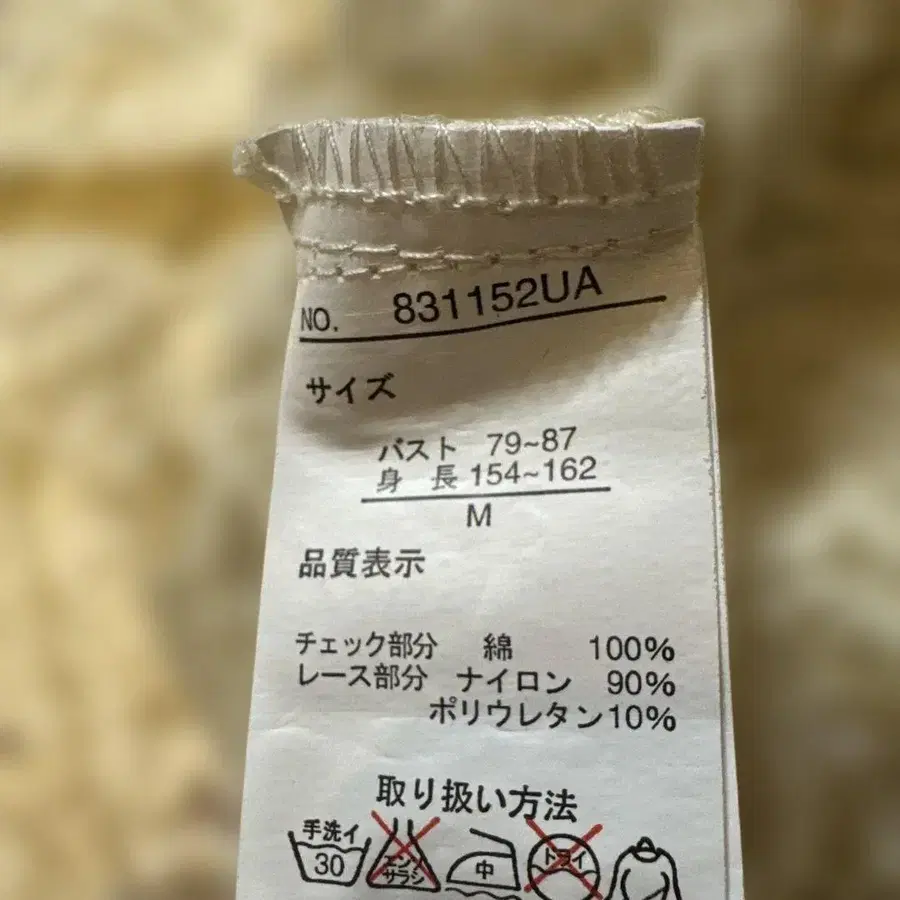 NO. 831152UA
サイズ
バスト 79~87
身 長 154~162
M
品質表示
チェック部分 綿 100%
レース部分 ナイロン 90%
ポリウレタン10%
取り扱い方法
手洗イ
30
エンソ
サラシ
中
ドライ